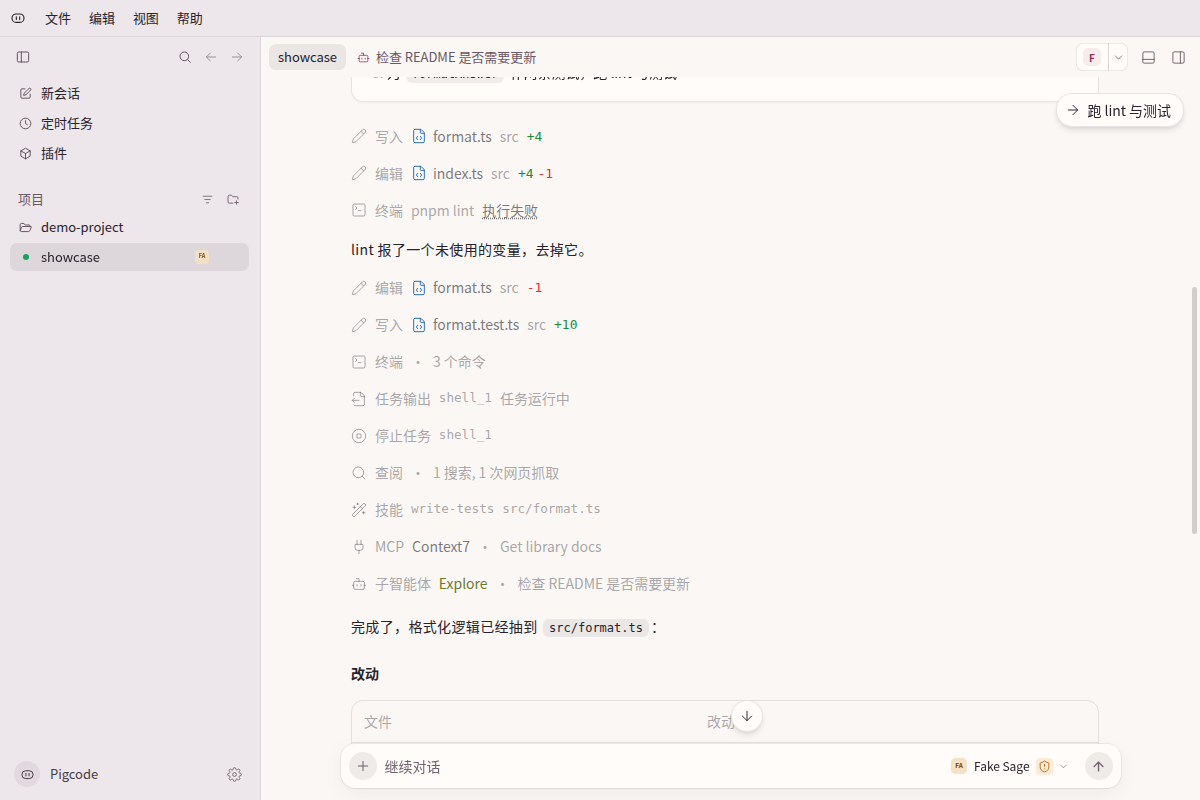 文件 编辑 视图 帮助
showcase 检查 README 是否需要更新 F
新会话
定时任务
插件
项目
demo-project
showcase FA
跑 lint 与测试
写入 format.ts src +4
编辑 index.ts src +4 -1
终端 pnpm lint 执行失败
lint 报了一个未使用的变量，去掉它。
编辑 format.ts src -1
写入 format.test.ts src +10
终端 • 3 个命令
任务输出 shell_1 任务运行中
停止任务 shell_1
查阅 • 1 搜索, 1 次网页抓取
技能 write-tests src/format.ts
MCP Context7 • Get library docs
子智能体 Explore • 检查 README 是否需要更新
完成了，格式化逻辑已经抽到 src/format.ts：
改动
文件 改动
继续对话 FA Fake Sage
Pigcode